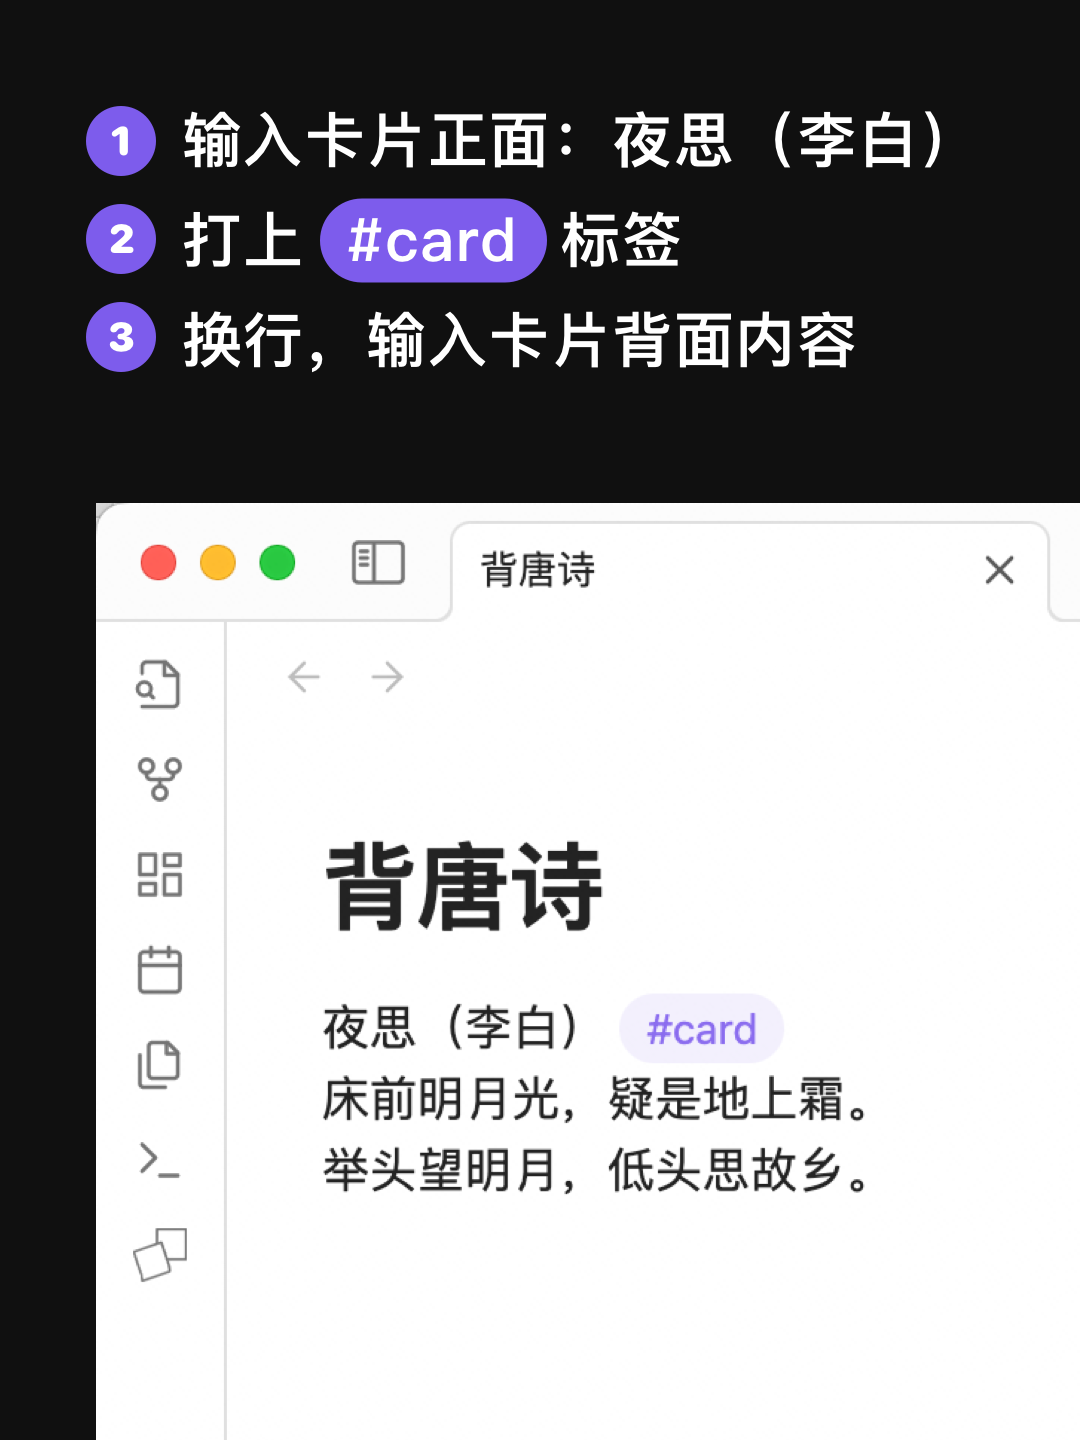 1 输入卡片正面：夜思（李白）
2 打上 #card 标签
3 换行，输入卡片背面内容
背唐诗
背唐诗
夜思（李白） #card
床前明月光，疑是地上霜。
举头望明月，低头思故乡。